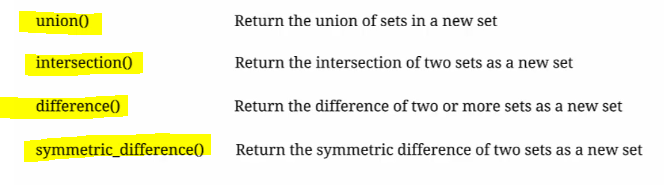 union() Return the union of sets in a new set
intersection() Return the intersection of two sets as a new set
difference() Return the difference of two or more sets as a new set
symmetric_difference() Return the symmetric difference of two sets as a new set